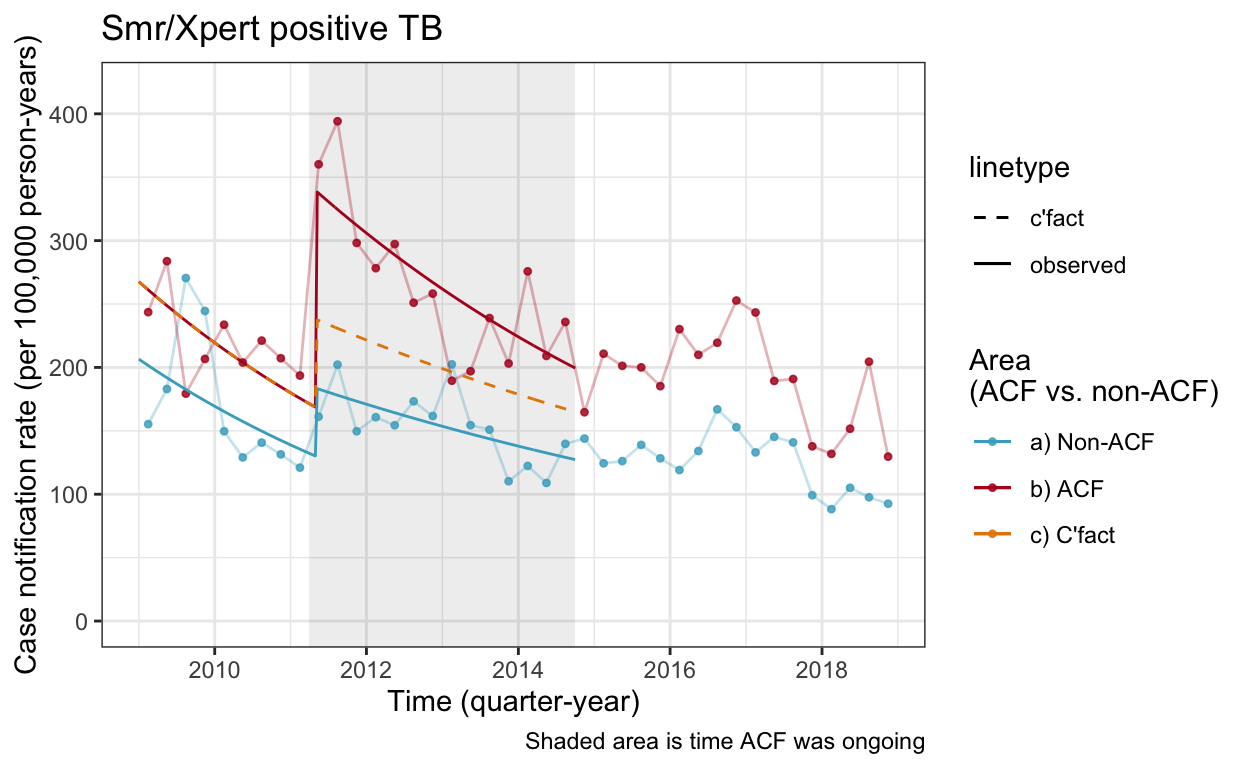 Smr/Xpert positive TB
Case notification rate (per 100,000 person-years)
400
300
200
100
0
2010
2012
2014
2016
2018
Time (quarter-year)
Shaded area is time ACF was ongoing
linetype
c'fact
observed
Area
(ACF vs. non-ACF)
a) Non-ACF
b) ACF
c) C'fact